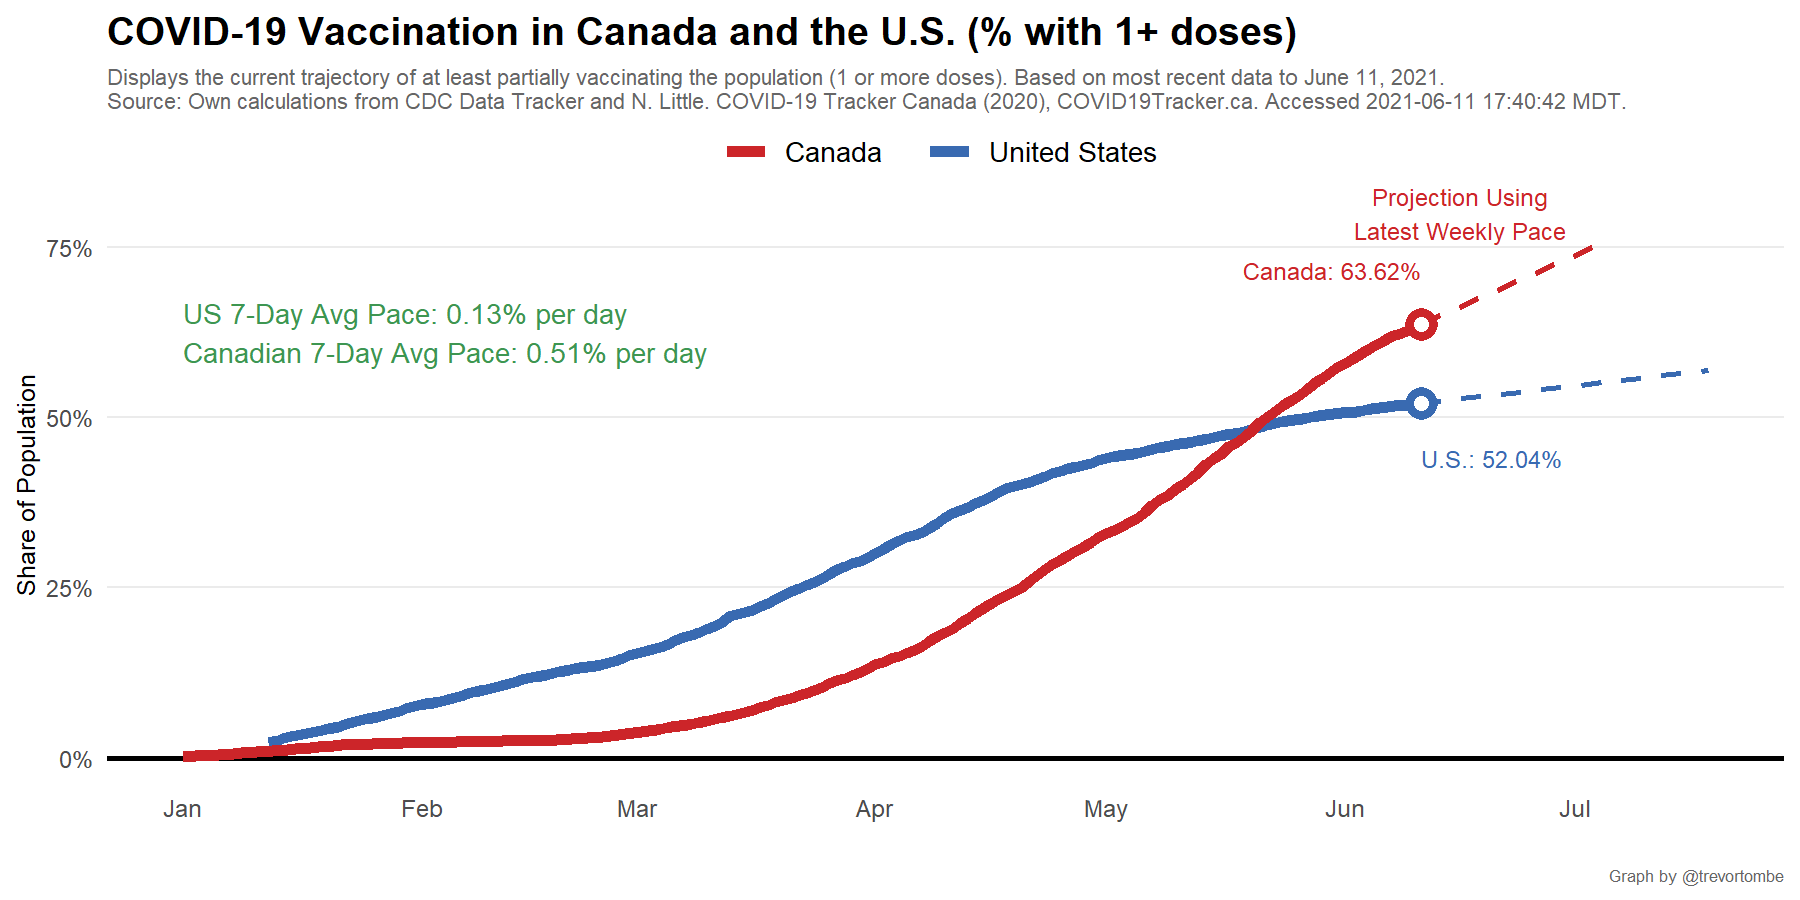 COVID-19 Vaccination in Canada and the U.S. (% with 1+ doses)
Displays the current trajectory of at least partially vaccinating the population (1 or more doses). Based on most recent data to June 11, 2021.
Source: Own calculations from CDC Data Tracker and N. Little. COVID-19 Tracker Canada (2020), COVID19Tracker.ca. Accessed 2021-06-11 17:40:42 MDT.
Canada United States
Projection Using
Latest Weekly Pace
Canada: 63.62%
US 7-Day Avg Pace: 0.13% per day
Canadian 7-Day Avg Pace: 0.51% per day
U.S.: 52.04%
Share of Population
75%
50%
25%
0%
Jan Feb Mar Apr May Jun Jul
Graph by @trevortombe